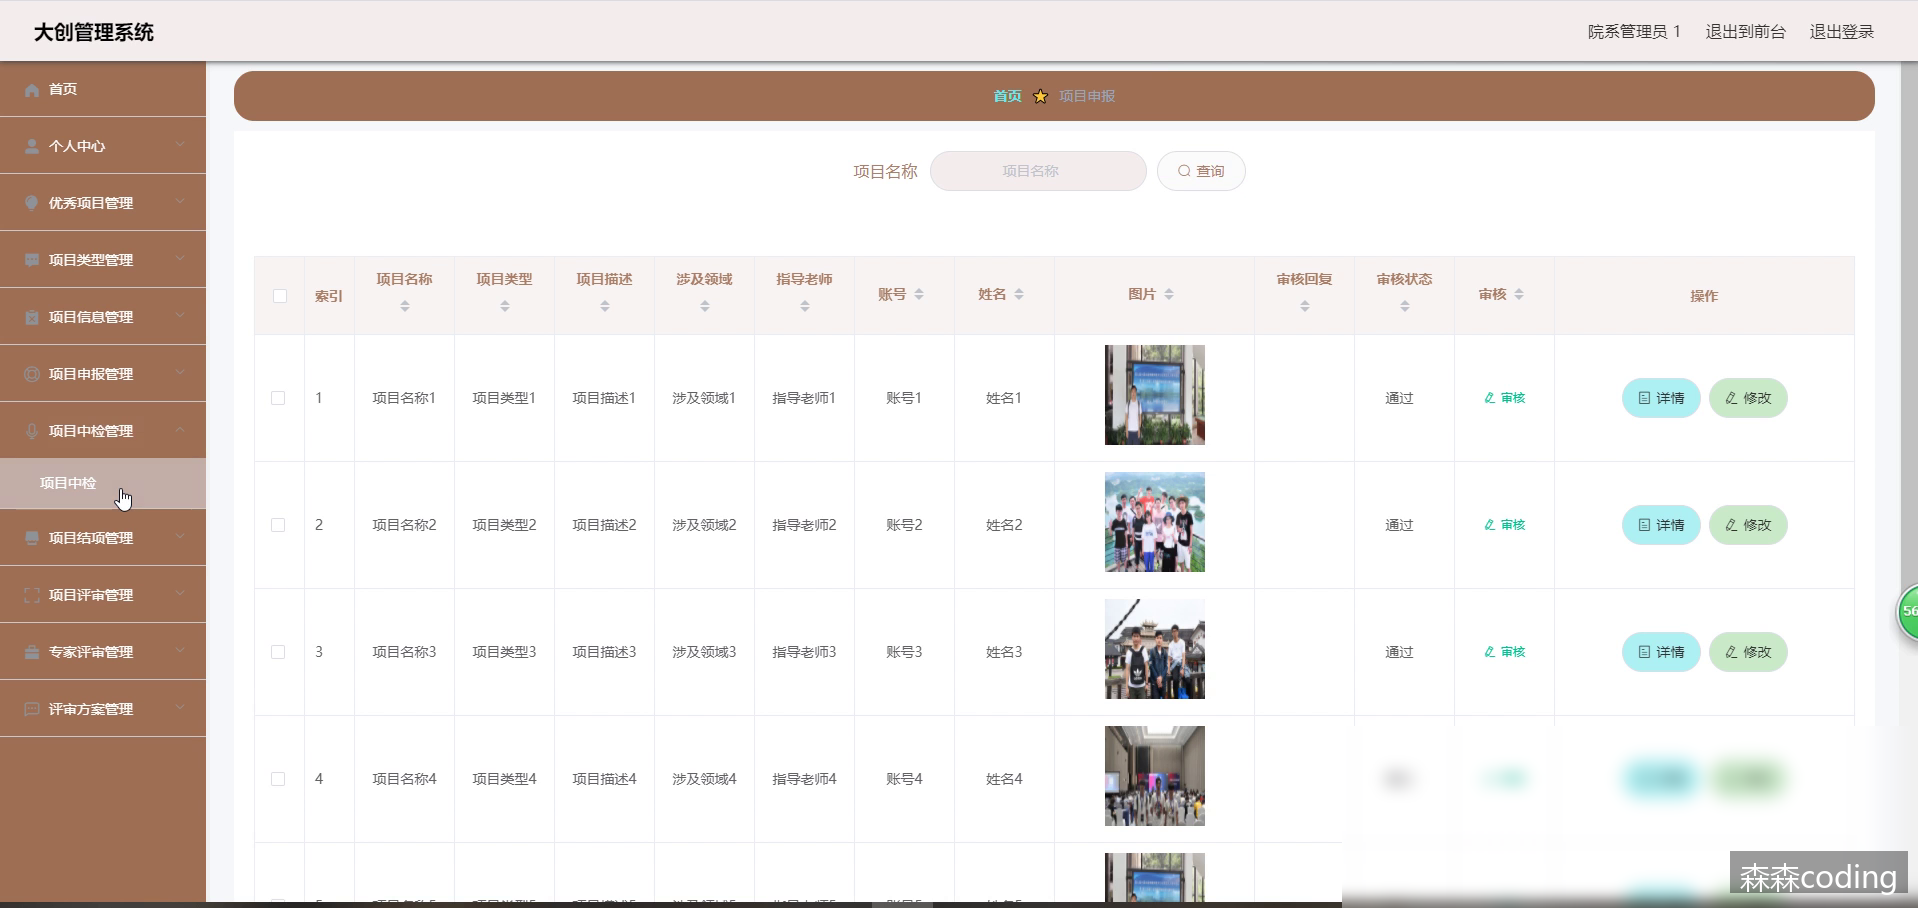 大创管理系统
院系管理员 1 退出到前台 退出登录
首页
个人中心
优秀项目管理
项目类型管理
项目信息管理
项目申报管理
项目中检管理
项目中检
项目结项管理
项目评审管理
专家评审管理
评审方案管理
首页 项目申报
项目名称 项目名称 查询
索引 项目名称 项目类型 项目描述 涉及领域 指导老师 账号 姓名 图片 审核回复 审核状态 审核 操作
1 项目名称1 项目类型1 项目描述1 涉及领域1 指导老师1 账号1 姓名1 通过 审核 详情 修改
2 项目名称2 项目类型2 项目描述2 涉及领域2 指导老师2 账号2 姓名2 通过 审核 详情 修改
3 项目名称3 项目类型3 项目描述3 涉及领域3 指导老师3 账号3 姓名3 通过 审核 详情 修改
4 项目名称4 项目类型4 项目描述4 涉及领域4 指导老师4 账号4 姓名4
56
森森coding